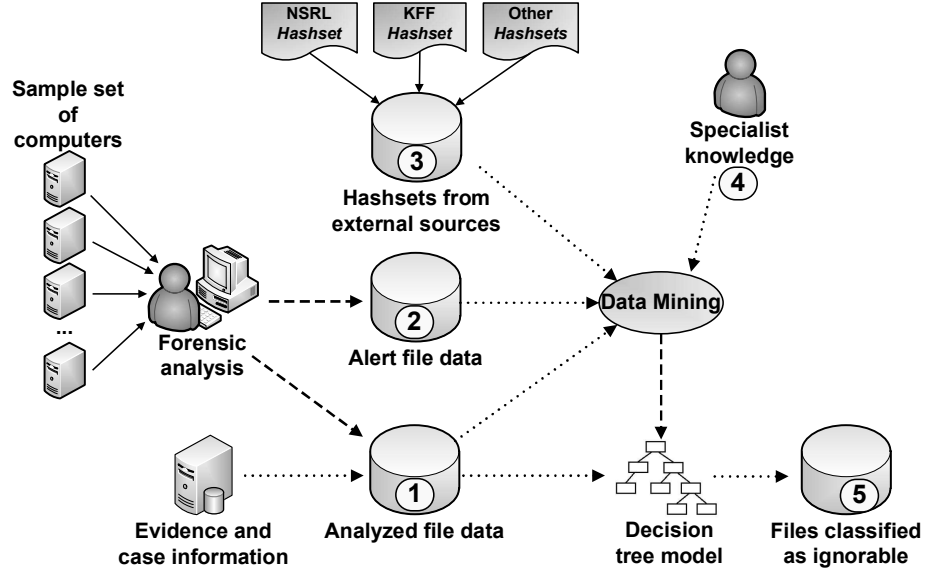 NSRL
Hashset
KFF
Hashset
Other
Hashsets
Sample set
of
computers
...
3
Hashsets from
external sources
Specialist
knowledge
4
Forensic
analysis
2
Alert file data
Data Mining
Evidence and
case information
1
Analyzed file data
Decision
tree model
5
Files classified
as ignorable